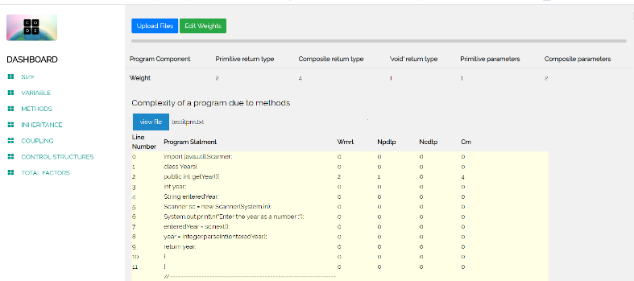 CO
DE
Upload Files Edit Weights
DASHBOARD
SIZE
VARIABLE
METHODS
INHERITANCE
COUPLING
CONTROL STRUCTURES
TOTAL FACTORS
Program Component Primitive return type Composite return type 'void' return type Primitive parameters Composite parameters
Weight 2 4 1 1 2
Complexity of a program due to methods
view file testilpm.txt
Line Number Program Statment Wmrt Npdtp Ncdtp Cm
0 import java.util.Scanner; 0 0 0 0
1 class Years{ 0 0 0 0
2 public int getYear(){ 2 1 0 4
3 int year; 0 0 0 0
4 String enteredYear; 0 0 0 0
5 Scanner sc = new Scanner(System.in); 0 0 0 0
6 System.out.println("Enter the year as a number :"); 0 0 0 0
7 enteredYear = sc.next(); 0 0 0 0
8 year = Integer.parseInt(enteredYear); 0 0 0 0
9 return year; 0 0 0 0
10 } 0 0 0 0
11 } 0 0 0 0